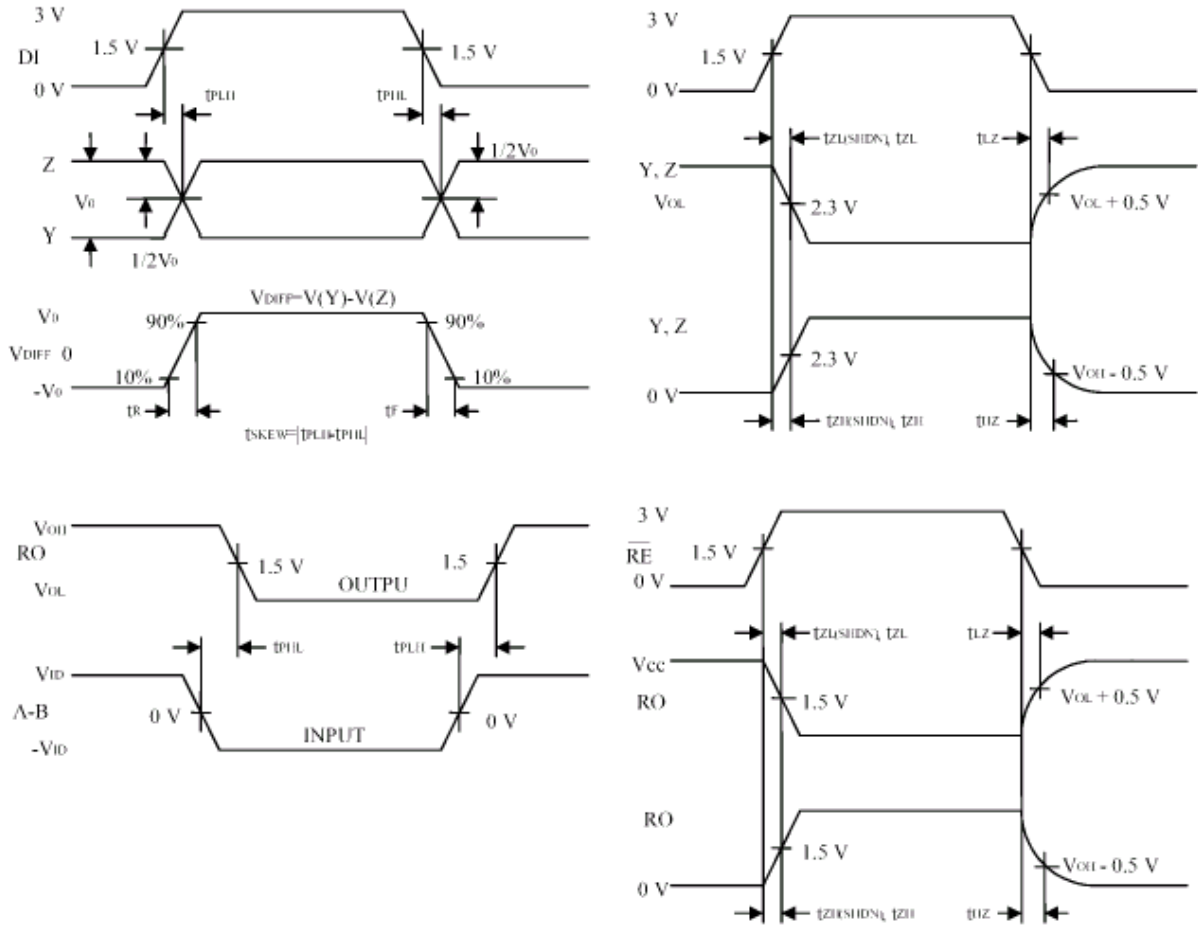 3 V
DI
1.5 V
1.5 V
0 V
tPLH
tPHL
Z
1/2V0
V0
Y
1/2V0
VDIFF=V(Y)-V(Z)
V0
90%
90%
VDIFF 0
10%
10%
-V0
tR
tF
tSKEW=|tPLH-tPHL|
3 V
1.5 V
0 V
tZL(SHDN), tZL
tLZ
Y, Z
VOL
2.3 V
VOL + 0.5 V
Y, Z
2.3 V
VOH - 0.5 V
0 V
tZH(SHDN), tZH
tHZ
VOH
RO
1.5 V
1.5
VOL
OUTPU
tPHL
tPLH
VID
A-B
0 V
0 V
INPUT
-VID
3 V
RE
1.5 V
0 V
tZL(SHDN), tZL
tLZ
Vcc
RO
1.5 V
VOL + 0.5 V
RO
1.5 V
VOH - 0.5 V
0 V
tZH(SHDN), tZH
tHZ